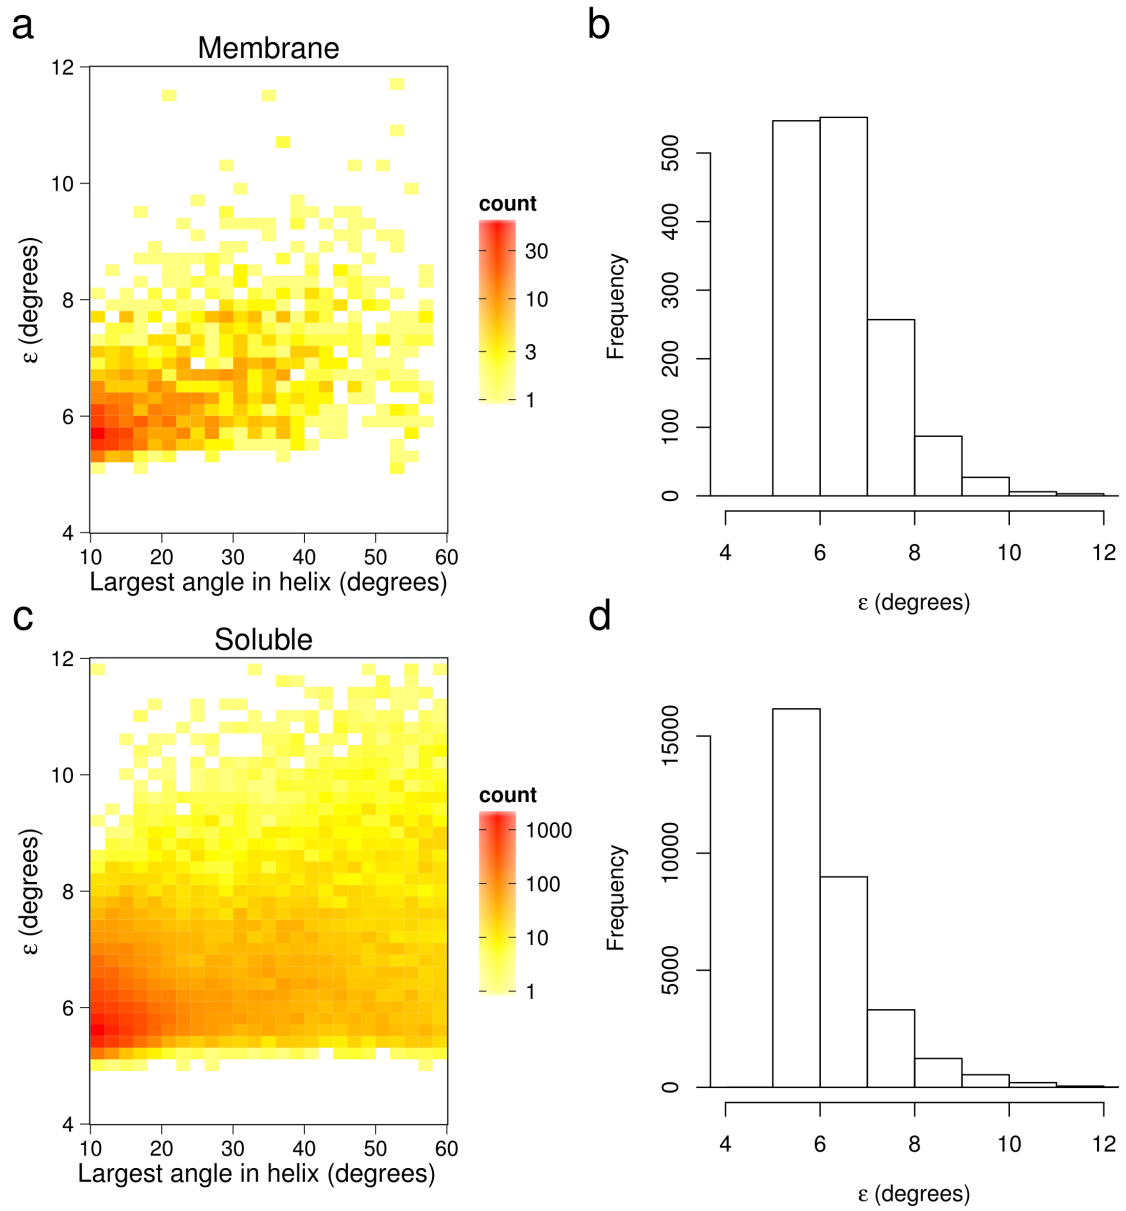 a
Membrane
12
10
8
6
4
ε (degrees)
10 20 30 40 50 60
Largest angle in helix (degrees)
count
30
10
3
1
b
500
400
300
200
100
0
Frequency
4 6 8 10 12
ε (degrees)
c
Soluble
12
10
8
6
4
ε (degrees)
10 20 30 40 50 60
Largest angle in helix (degrees)
count
1000
100
10
1
d
15000
10000
5000
0
Frequency
4 6 8 10 12
ε (degrees)